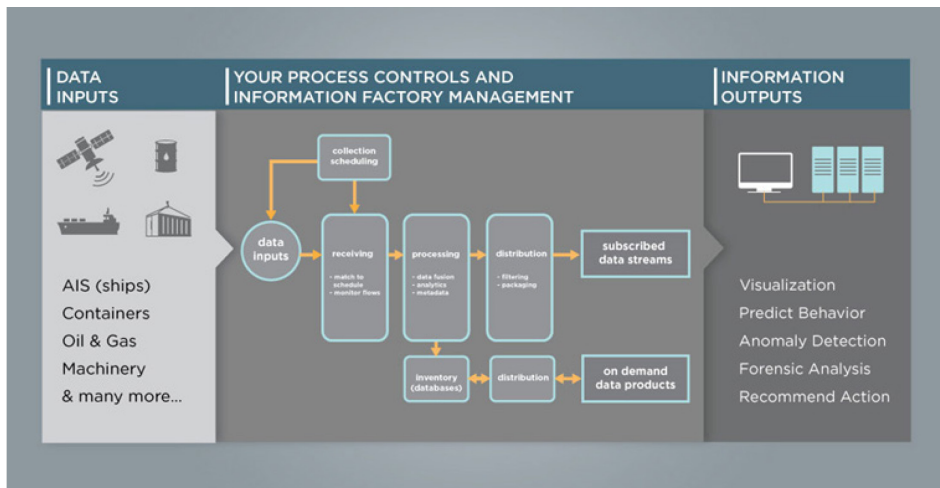 DATA
INPUTS
YOUR PROCESS CONTROLS AND
INFORMATION FACTORY MANAGEMENT
INFORMATION
OUTPUTS
AIS (ships)
Containers
Oil & Gas
Machinery
& many more...
collection
scheduling
data
inputs
receiving
• match to
schedule
• monitor flows
processing
• data fusion
• analytics
• metadata
distribution
• filtering
• packaging
subscribed
data streams
inventory
(databases)
distribution
on demand
data products
Visualization
Predict Behavior
Anomaly Detection
Forensic Analysis
Recommend Action